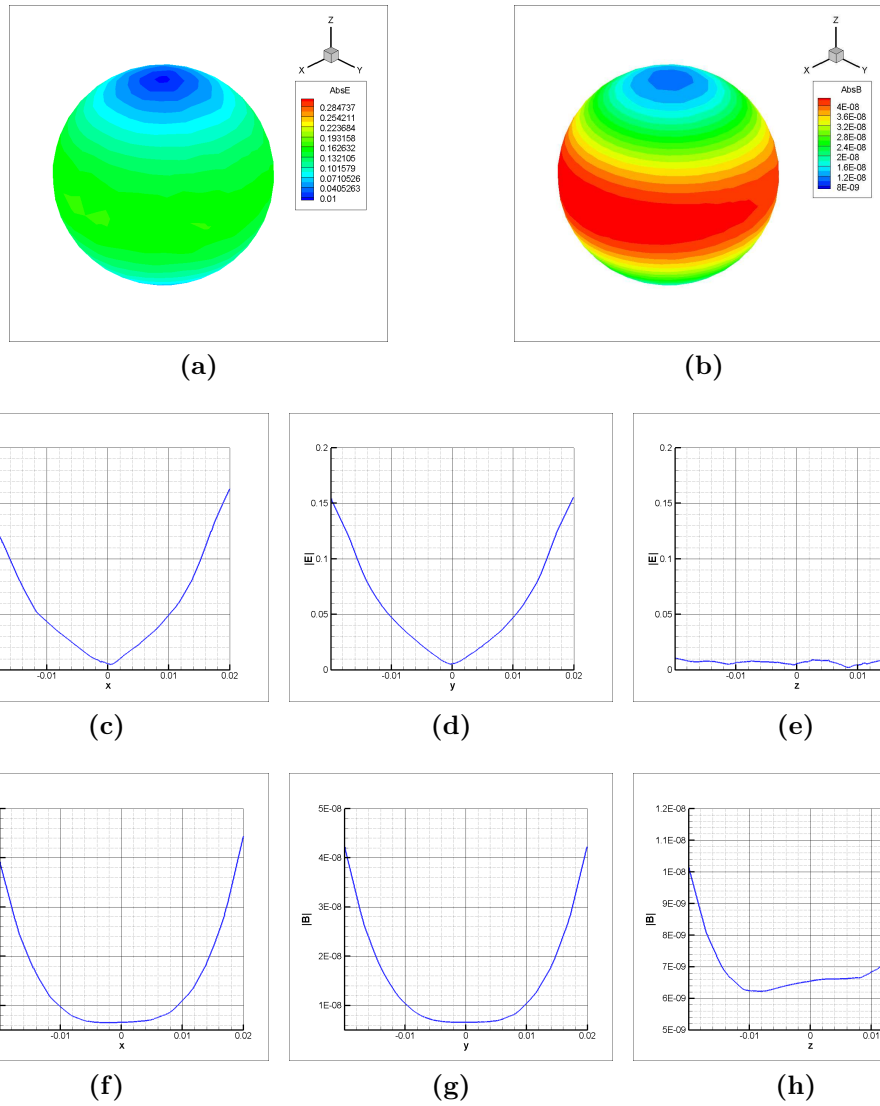 Z
X
Y
AbsE
0.284737
0.254211
0.223684
0.193158
0.162632
0.132105
0.101579
0.0710526
0.0405263
0.01
(a)
Z
X
Y
AbsB
4E-08
3.6E-08
3.2E-08
2.8E-08
2.4E-08
2E-08
1.6E-08
1.2E-08
8E-09
(b)
-0.01 0 0.01 0.02
x
(c)
0.2
0.15
0.1
0.05
0
|E|
-0.01 0 0.01 0.02
y
(d)
0.2
0.15
0.1
0.05
0
|E|
-0.01 0 0.01
z
(e)
-0.01 0 0.01 0.02
x
(f)
5E-08
4E-08
3E-08
2E-08
1E-08
|B|
-0.01 0 0.01 0.02
y
(g)
1.2E-08
1.1E-08
1E-08
9E-09
8E-09
7E-09
6E-09
5E-09
|B|
-0.01 0 0.01
z
(h)